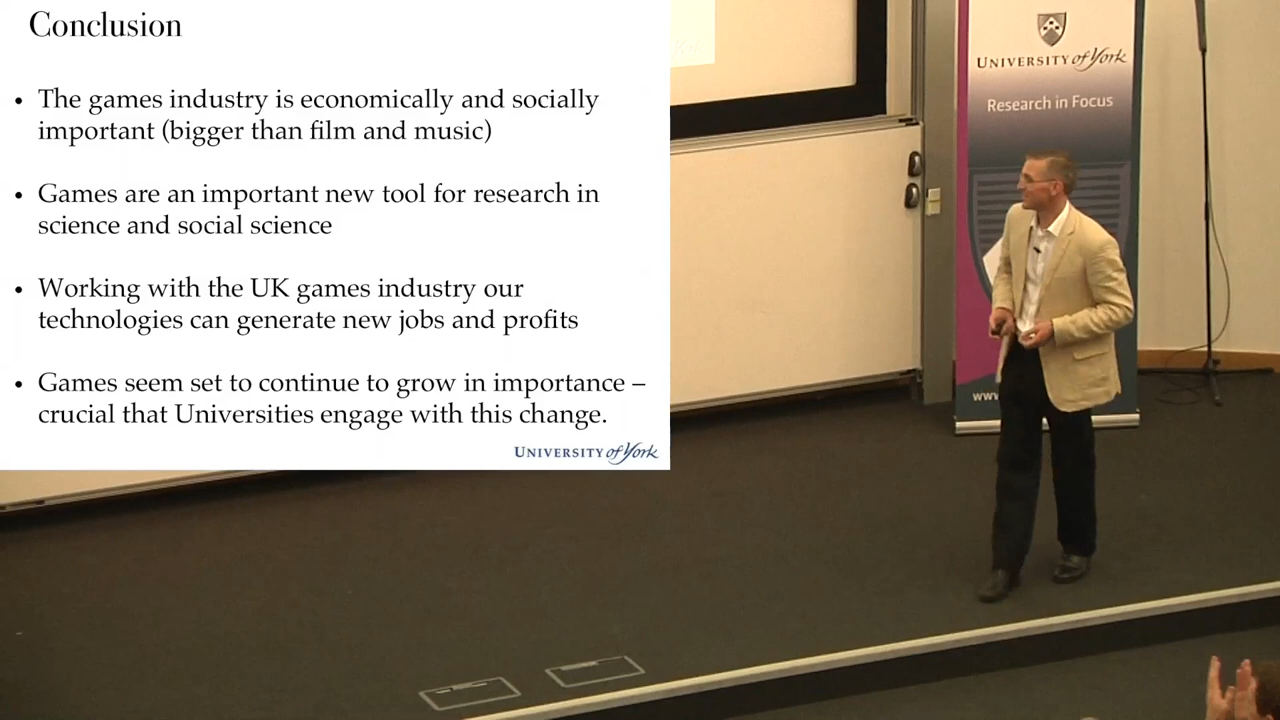 Conclusion
• The games industry is economically and socially
important (bigger than film and music)
• Games are an important new tool for research in
science and social science
• Working with the UK games industry our
technologies can generate new jobs and profits
• Games seem set to continue to grow in importance –
crucial that Universities engage with this change.
UNIVERSITY of York
UNIVERSITY of York
Research in Focus
www